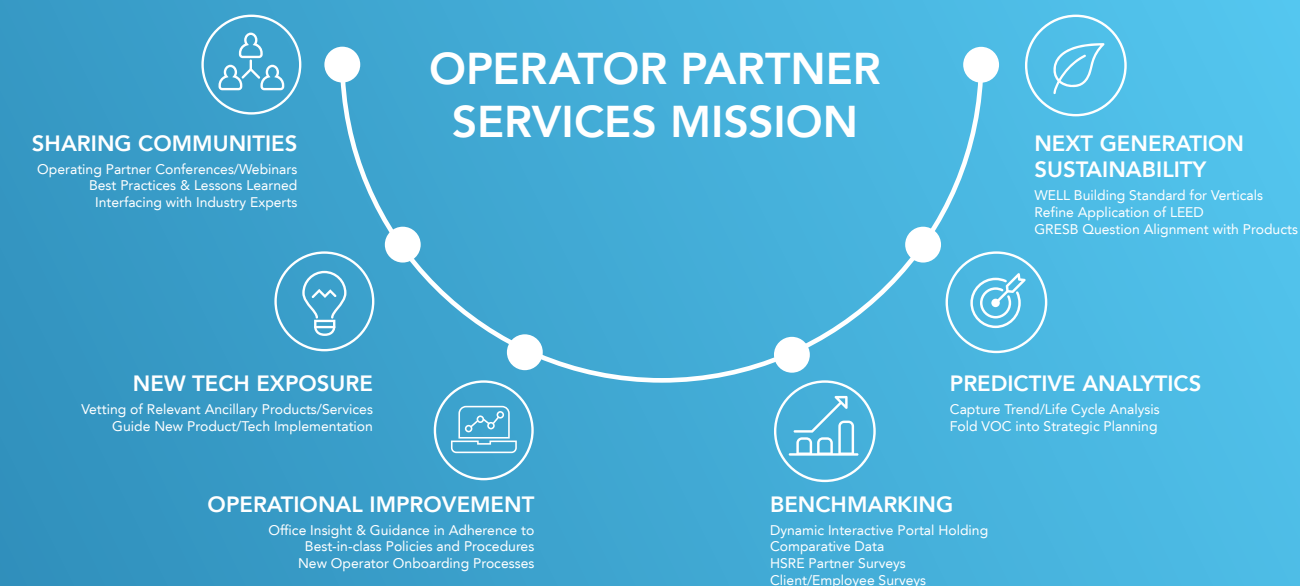 OPERATOR PARTNER
SERVICES MISSION
SHARING COMMUNITIES
Operating Partner Conferences/Webinars
Best Practices & Lessons Learned
Interfacing with Industry Experts
NEW TECH EXPOSURE
Vetting of Relevant Ancillary Products/Services
Guide New Product/Tech Implementation
OPERATIONAL IMPROVEMENT
Office Insight & Guidance in Adherence to
Best-in-class Policies and Procedures
New Operator Onboarding Processes
BENCHMARKING
Dynamic Interactive Portal Holding
Comparative Data
HSRE Partner Surveys
Client/Employee Surveys
PREDICTIVE ANALYTICS
Capture Trend/Life Cycle Analysis
Fold VOC into Strategic Planning
NEXT GENERATION
SUSTAINABILITY
WELL Building Standard for Verticals
Refine Application of LEED
GRESB Question Alignment with Products